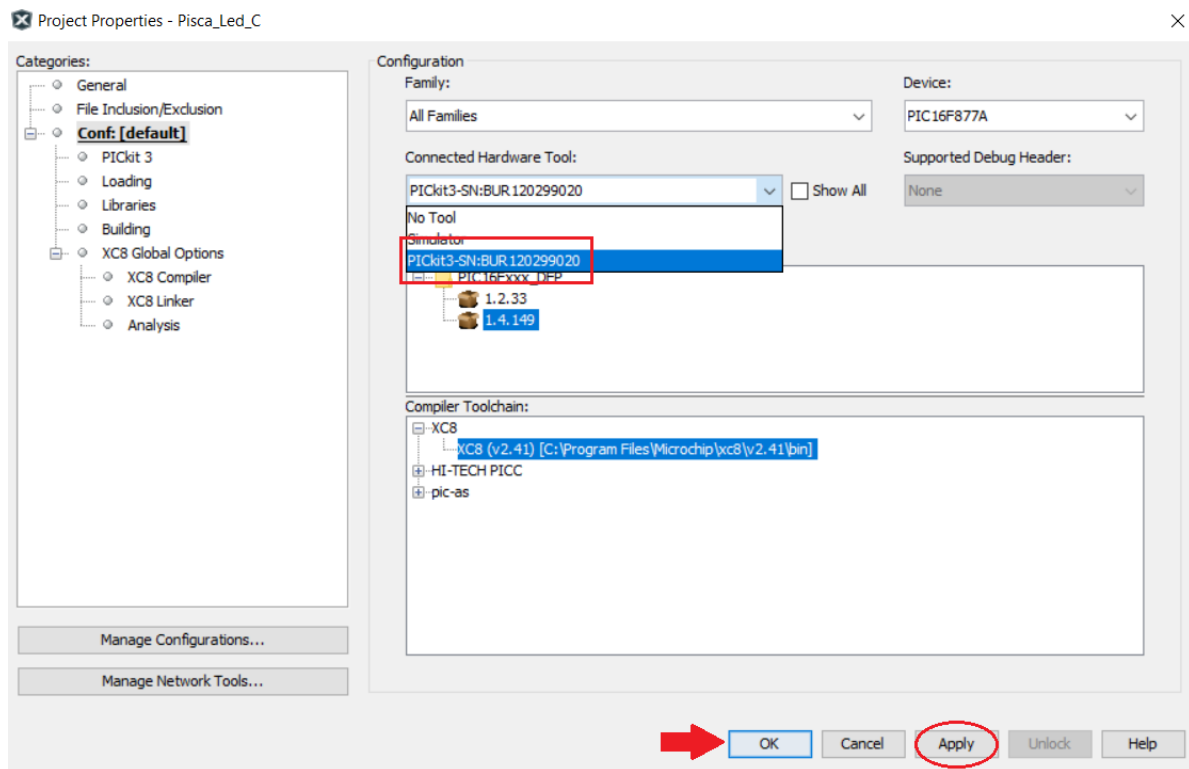 Project Properties - Pisca_Led_C
Categories:
General
File Inclusion/Exclusion
Conf: [default]
PICkit 3
Loading
Libraries
Building
XC8 Global Options
XC8 Compiler
XC8 Linker
Analysis
Manage Configurations...
Manage Network Tools...
Configuration
Family:
All Families
Device:
PIC16F877A
Connected Hardware Tool:
PICkit3-SN:BUR120299020
Show All
Supported Debug Header:
None
No Tool
Simulator
PICkit3-SN:BUR120299020
PIC16Fxxx_DFP
1.2.33
1.4.149
Compiler Toolchain:
XC8
XC8 (v2.41) [C:\Program Files\Microchip\xc8\v2.41\bin]
HI-TECH PICC
pic-as
OK
Cancel
Apply
Unlock
Help